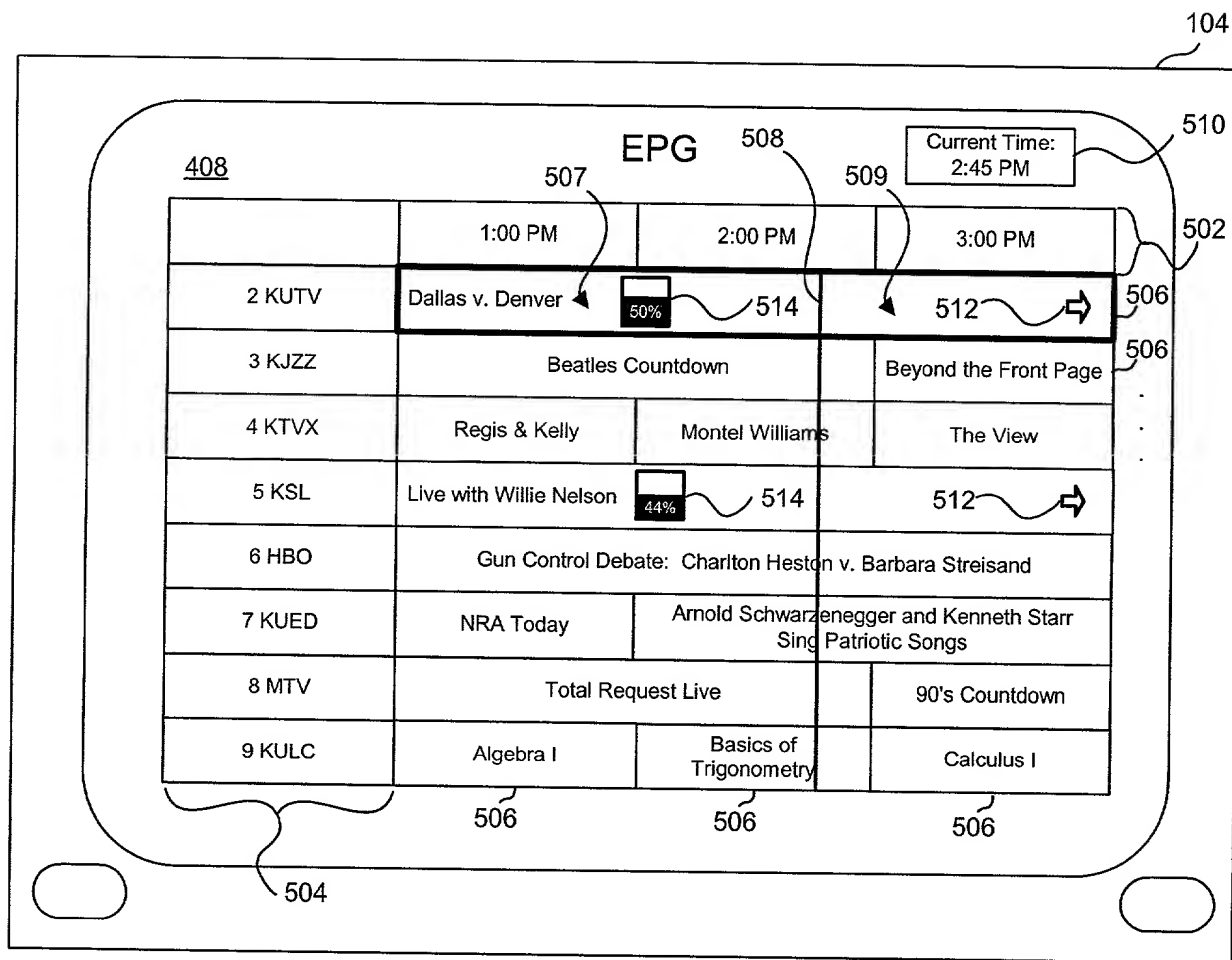 104
EPG
Current Time:
2:45 PM
510
408
507
508
509
1:00 PM
2:00 PM
3:00 PM
502
2 KUTV
Dallas v. Denver
50%
514
512
506
3 KJZZ
Beatles Countdown
Beyond the Front Page
506
4 KTVX
Regis & Kelly
Montel Williams
The View
5 KSL
Live with Willie Nelson
44%
514
512
6 HBO
Gun Control Debate: Charlton Heston v. Barbara Streisand
7 KUED
NRA Today
Arnold Schwarzenegger and Kenneth Starr
Sing Patriotic Songs
8 MTV
Total Request Live
90's Countdown
9 KULC
Algebra I
Basics of
Trigonometry
Calculus I
506
506
506
504